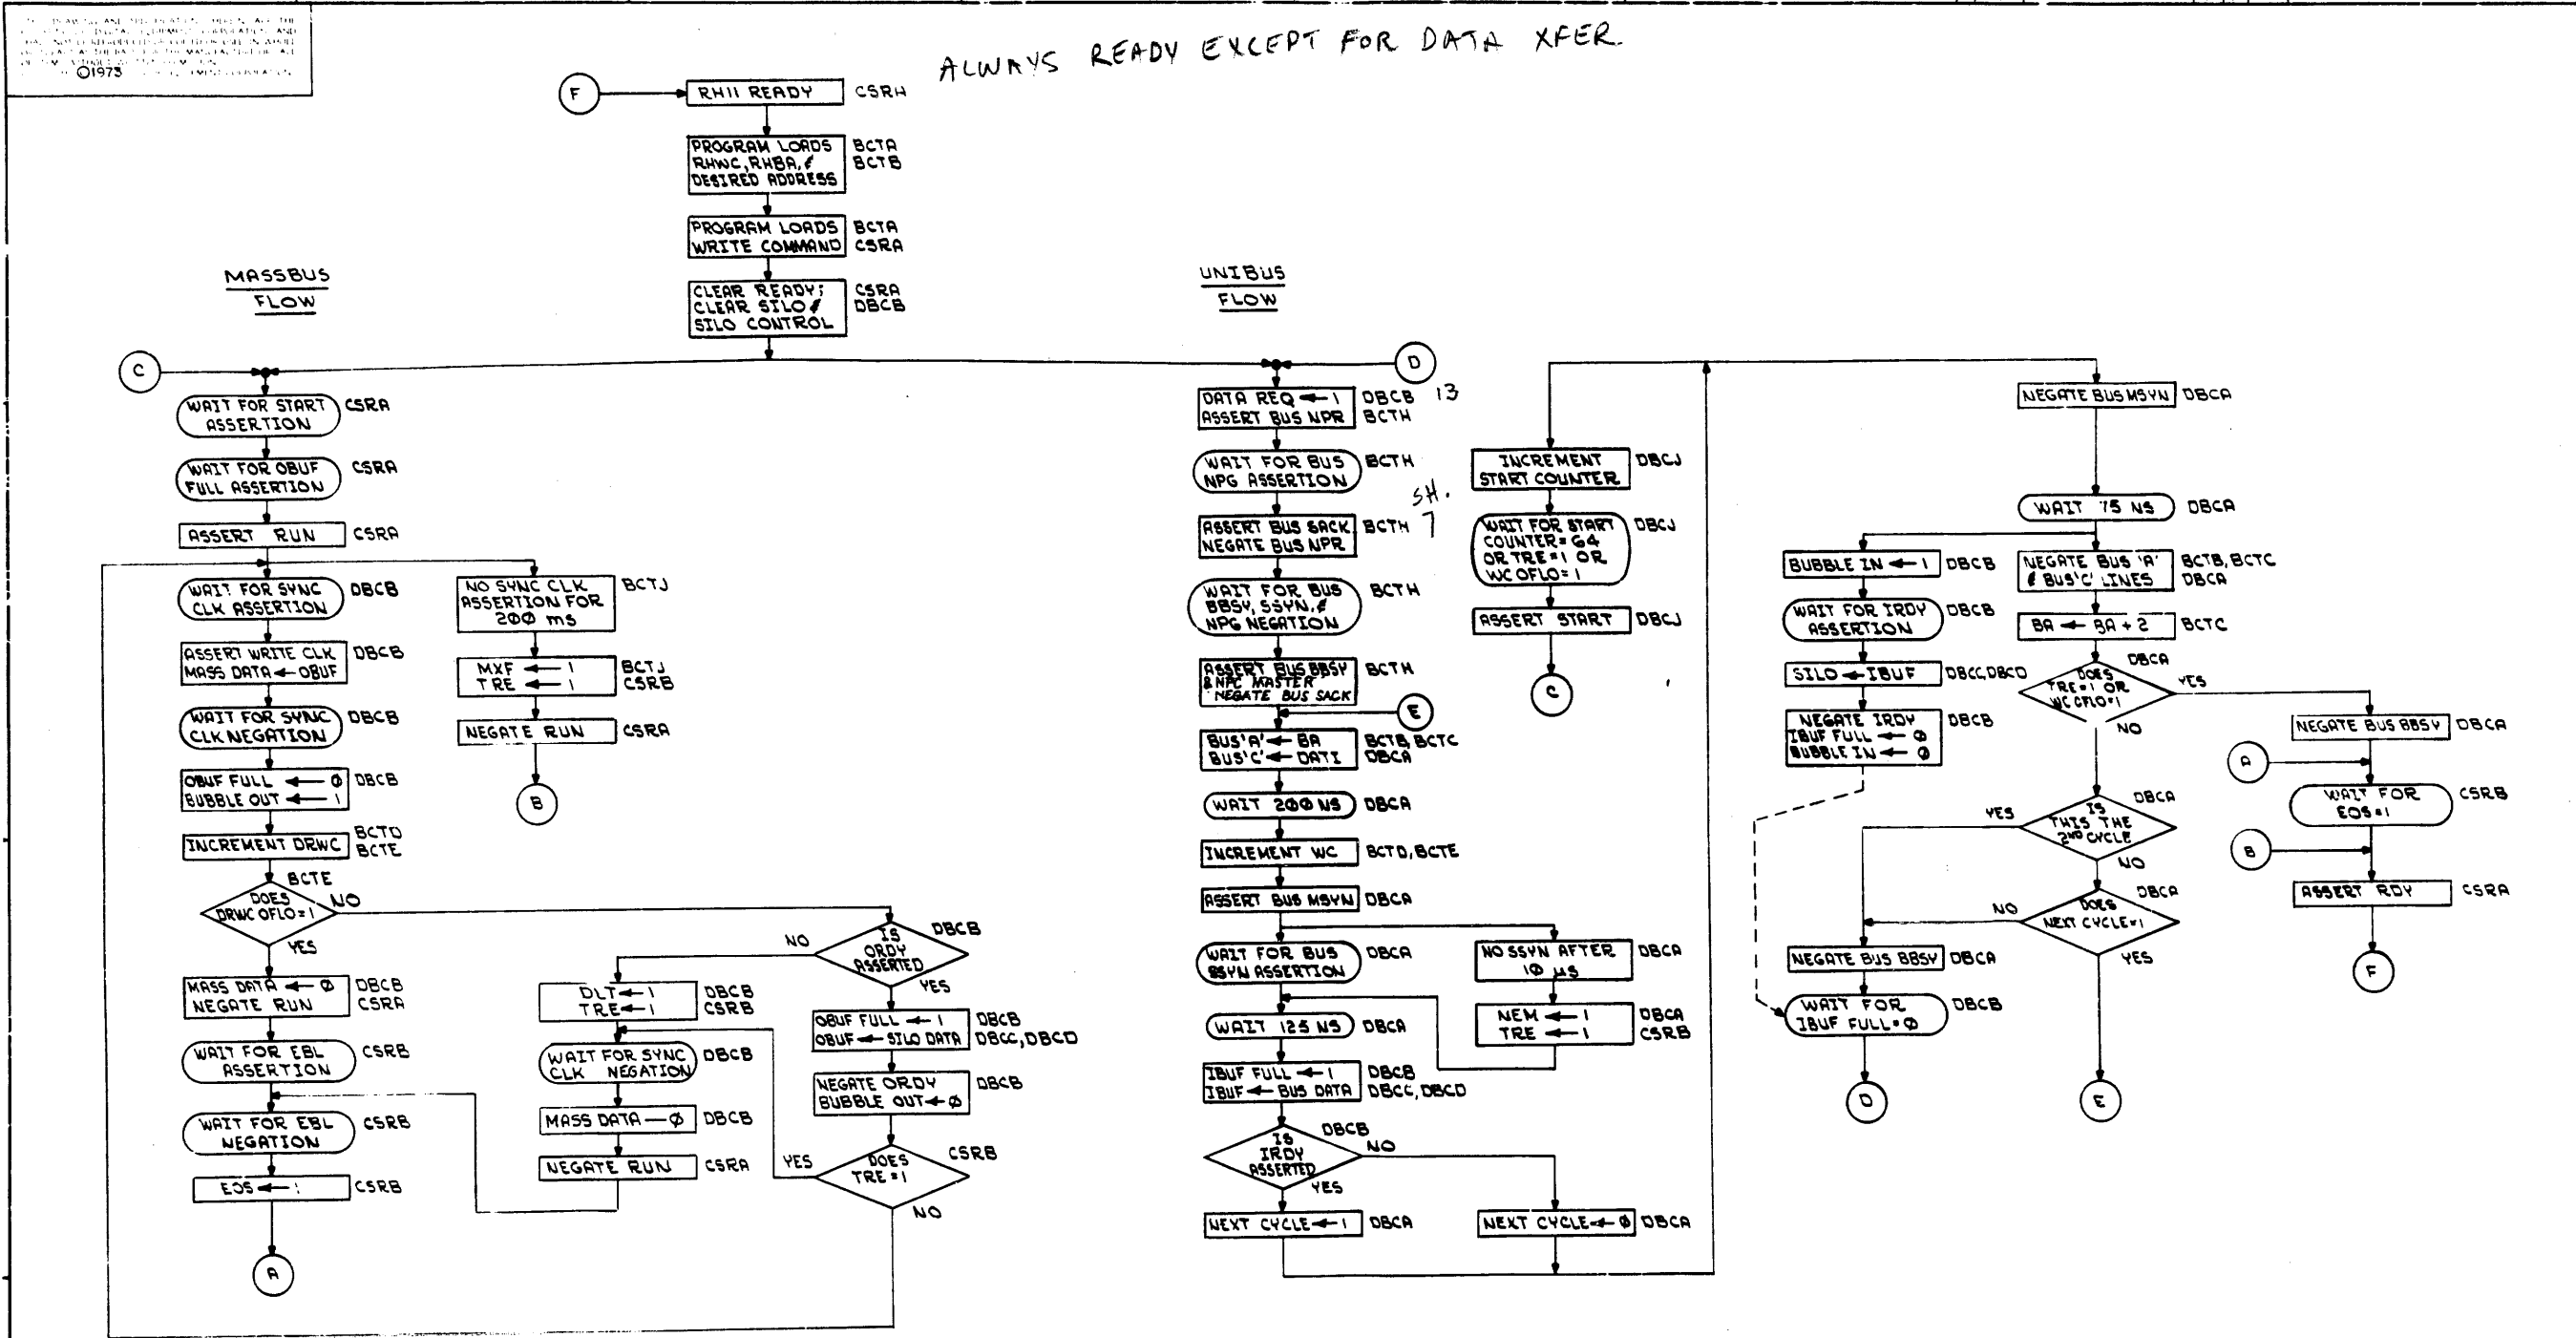 ©1973
ALWAYS READY EXCEPT FOR DATA XFER.
F
RH11 READY CSRH
PROGRAM LOADS BCTA
RHWC, RHBA, & BCTB
DESIRED ADDRESS
PROGRAM LOADS BCTA
WRITE COMMAND CSRA
CLEAR READY; CSRA
CLEAR SILO & DBCB
SILO CONTROL
MASSBUS
FLOW
C
WAIT FOR START CSRA
ASSERTION
WAIT FOR OBUF CSRA
FULL ASSERTION
ASSERT RUN CSRA
WAIT FOR SYNC DBCB
CLK ASSERTION
ASSERT WRITE CLK DBCB
MASS DATA ← OBUF
WAIT FOR SYNC DBCB
CLK NEGATION
OBUF FULL ← 0 DBCB
BUBBLE OUT ← 1
INCREMENT DRWC BCTD
BCTE
BCTE
DOES
DRWC OFLO=1
NO
YES
MASS DATA ← 0 DBCB
NEGATE RUN CSRA
WAIT FOR EBL CSRB
ASSERTION
WAIT FOR EBL CSRB
NEGATION
EOS ← 1 CSRB
A
NO SYNC CLK BCTJ
ASSERTION FOR
200 ms
MXF ← 1 BCTJ
TRE ← 1 CSRB
NEGATE RUN CSRA
B
IS DBCB
ORDY
ASSERTED
NO
YES
DLT ← 1 DBCB
TRE ← 1 CSRB
WAIT FOR SYNC DBCB
CLK NEGATION
MASS DATA — 0 DBCB
NEGATE RUN CSRA
OBUF FULL ← 1 DBCB
OBUF ← SILO DATA DBCC, DBCD
NEGATE ORDY DBCB
BUBBLE OUT ← 0
CSRB
DOES
TRE=1
YES
NO
UNIBUS
FLOW
D
DATA REQ ← 1 DBCB 13
ASSERT BUS NPR BCTH
WAIT FOR BUS BCTH
NPG ASSERTION
SH.
7
ASSERT BUS SACK BCTH
NEGATE BUS NPR
WAIT FOR BUS BCTH
BBSY, SSYN, &
NPG NEGATION
ASSERT BUS BBSY BCTH
& NPC MASTER
NEGATE BUS SACK
E
BUS 'A' ← BA BCTB, BCTC
BUS 'C' ← DATI DBCA
WAIT 200 NS DBCA
INCREMENT WC BCTD, BCTE
ASSERT BUS MSYN DBCA
WAIT FOR BUS DBCA
SSYN ASSERTION
WAIT 125 NS DBCA
IBUF FULL ← 1 DBCB
IBUF ← BUS DATA DBCC, DBCD
DBCB
IS
IRDY
ASSERTED
NO
YES
NEXT CYCLE ← 1 DBCA
NEXT CYCLE ← 0 DBCA
NO SSYN AFTER DBCA
10 µs
NEM ← 1 DBCA
TRE ← 1 CSRB
INCREMENT DBCJ
START COUNTER
WAIT FOR START DBCJ
COUNTER = 64
OR TRE=1 OR
WC OFLO=1
ASSERT START DBCJ
C
NEGATE BUS MSYN DBCA
WAIT 75 NS DBCA
BUBBLE IN ← 1 DBCB
WAIT FOR IRDY DBCB
ASSERTION
SILO ← IBUF DBCC, DBCD
NEGATE IRDY DBCB
IBUF FULL ← 0
BUBBLE IN ← 0
NEGATE BUS 'A' BCTB, BCTC
& BUS 'C' LINES DBCA
BA ← BA + 2 BCTC
DBCA
DOES
TRE=1 OR
WC OFLO=1
YES
NO
DBCA
IS
THIS THE
2ND CYCLE
YES
NO
DBCA
DOES
NEXT CYCLE=1
NO
YES
NEGATE BUS BBSY DBCA
WAIT FOR DBCB
IBUF FULL=0
D
E
NEGATE BUS BBSY DBCA
A
WAIT FOR CSRB
EOS=1
B
ASSERT RDY CSRA
F